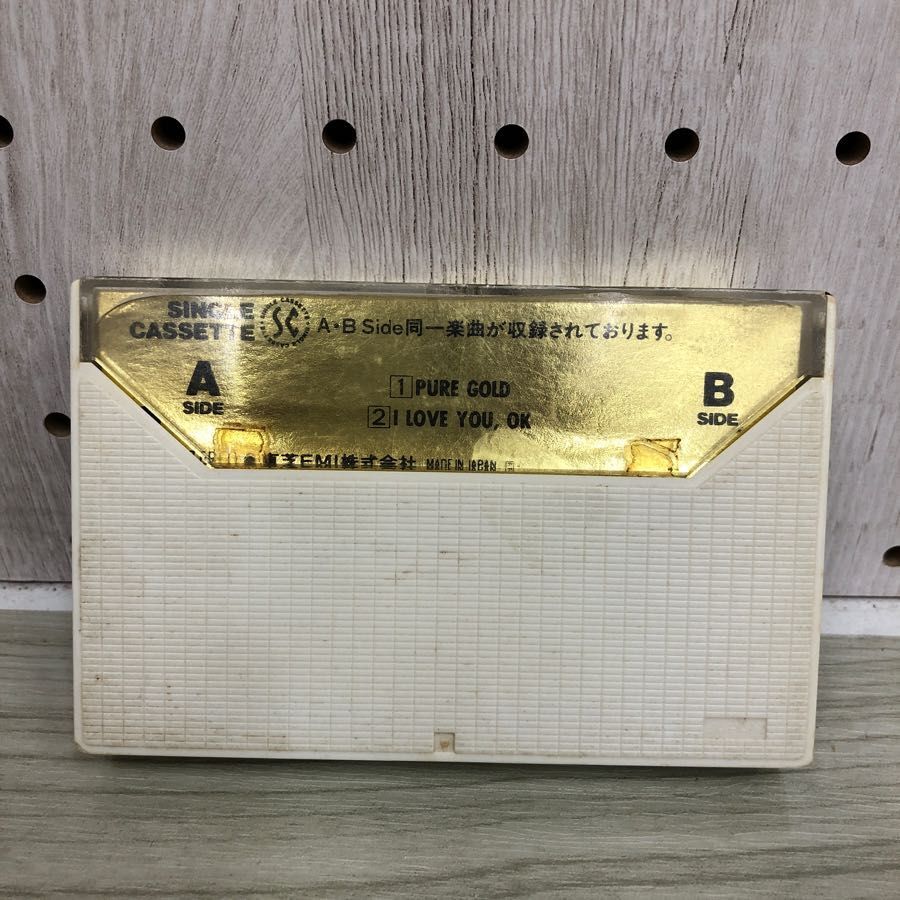 SINGLE
CASSETTE
SC
A・B Side同一楽曲が収録されております。
A
SIDE
1 PURE GOLD
2 I LOVE YOU, OK
B
SIDE
東芝EMI株式会社 MADE IN JAPAN